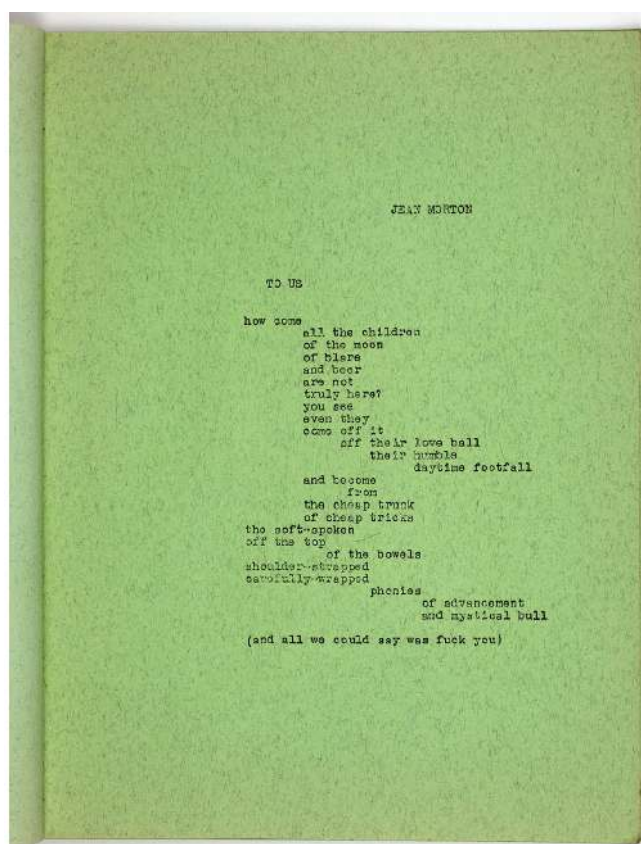 JEAN MORTON
TO US
how come
all the children
of the moon
of blare
and beer
are not
truly here?
you see
even they
come off it
off their love ball
their humble
daytime footfall
and become
from
the cheap trunk
of cheap tricks
the soft-spoken
off the top
of the bowels
shoulder-strapped
carefully-wrapped
phonies
of advancement
and mystical bull
(and all we could say was fuck you)